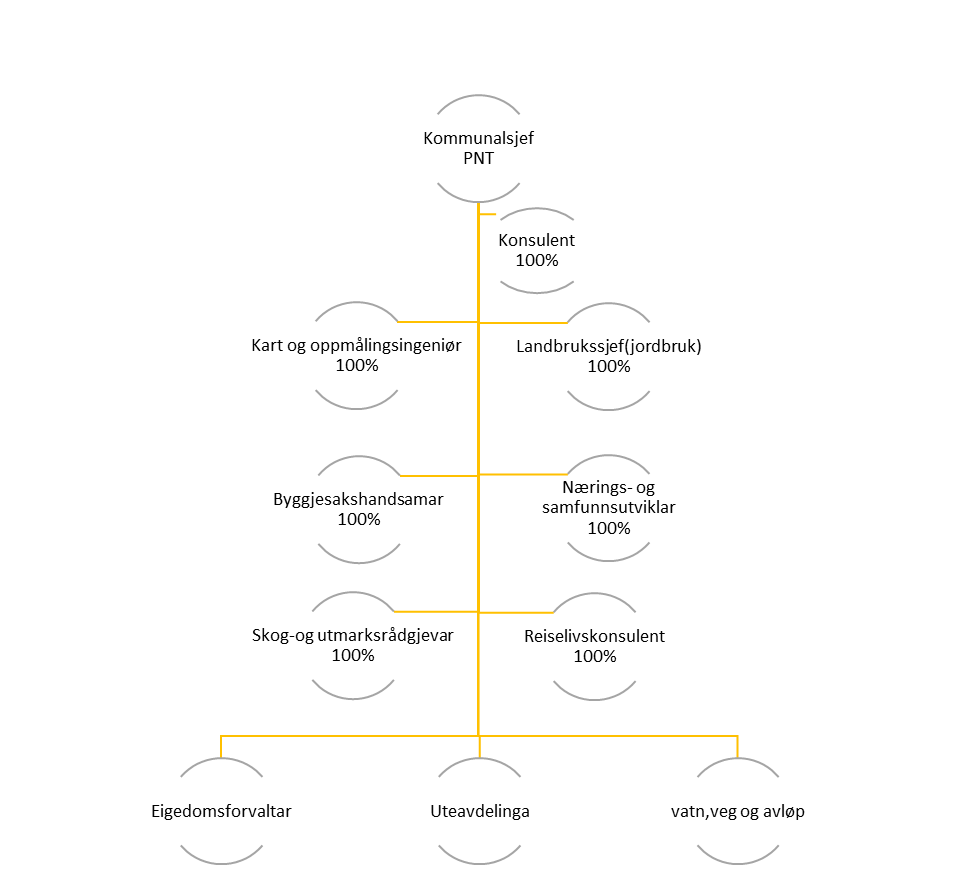 Kommunalsjef
PNT
Konsulent
100%
Kart og oppmålingsingeniør
100%
Landbrukssjef(jordbruk)
100%
Byggjesakshandsamar
100%
Nærings- og
samfunnsutviklar
100%
Skog-og utmarksrådgjevar
100%
Reiselivskonsulent
100%
Eigedomsforvaltar
Uteavdelinga
vatn,veg og avløp